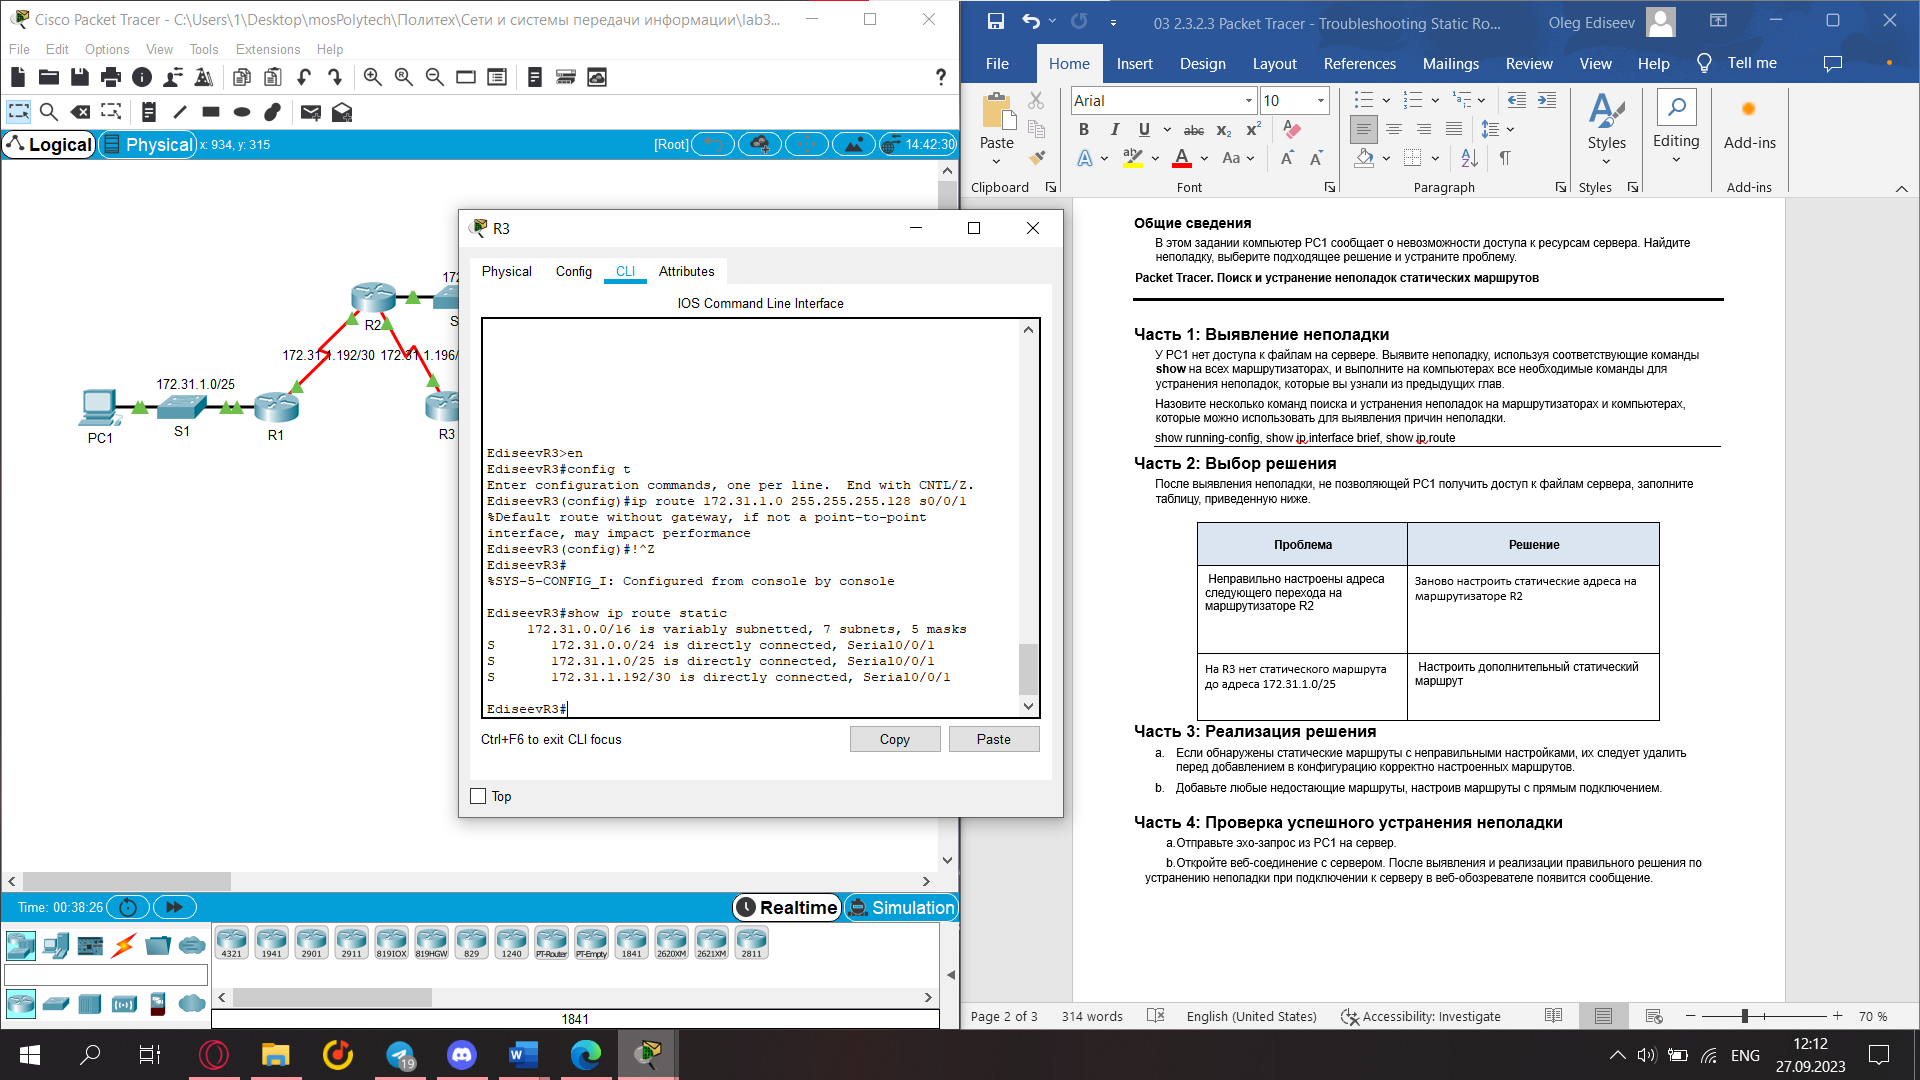 Cisco Packet Tracer - C:\Users\1\Desktop\mosPolytech\Политех\Сети и системы передачи информации\lab3...
File Edit Options View Tools Extensions Help
?
Logical
Physical
x: 934, y: 315
[Root]
14:42:30
R2
172.31.1.192/30
172.31.1.196/
172.31.1.0/25
PC1
S1
R1
R3
R3
Physical Config CLI Attributes
IOS Command Line Interface
EdiseevR3>en
EdiseevR3#config t
Enter configuration commands, one per line. End with CNTL/Z.
EdiseevR3(config)#ip route 172.31.1.0 255.255.255.128 s0/0/1
%Default route without gateway, if not a point-to-point
interface, may impact performance
EdiseevR3(config)#!^Z
EdiseevR3#
%SYS-5-CONFIG_I: Configured from console by console
EdiseevR3#show ip route static
172.31.0.0/16 is variably subnetted, 7 subnets, 5 masks
S 172.31.0.0/24 is directly connected, Serial0/0/1
S 172.31.1.0/25 is directly connected, Serial0/0/1
S 172.31.1.192/30 is directly connected, Serial0/0/1
EdiseevR3#
Ctrl+F6 to exit CLI focus
Copy
Paste
Top
Time: 00:38:26
Realtime
Simulation
4321 1941 2901 2911 819IOX 819HGW 829 1240 PT-Router PT-Empty 1841 2620XM 2621XM 2811
1841
03 2.3.2.3 Packet Tracer - Troubleshooting Static Ro...
Oleg Ediseev
File Home Insert Design Layout References Mailings Review View Help Tell me
Paste
Arial
10
Styles
Editing
Add-ins
Clipboard
Font
Paragraph
Styles
Add-ins
Общие сведения
В этом задании компьютер PC1 сообщает о невозможности доступа к ресурсам сервера. Найдите
неполадку, выберите подходящее решение и устраните проблему.
Packet Tracer. Поиск и устранение неполадок статических маршрутов
Часть 1: Выявление неполадки
У PC1 нет доступа к файлам на сервере. Выявите неполадку, используя соответствующие команды
show на всех маршрутизаторах, и выполните на компьютерах все необходимые команды для
устранения неполадок, которые вы узнали из предыдущих глав.
Назовите несколько команд поиска и устранения неполадок на маршрутизаторах и компьютерах,
которые можно использовать для выявления причин неполадки.
show running-config, show ip interface brief, show ip route
Часть 2: Выбор решения
После выявления неполадки, не позволяющей PC1 получить доступ к файлам сервера, заполните
таблицу, приведенную ниже.
Проблема
Решение
Неправильно настроены адреса
следующего перехода на
маршрутизаторе R2
Заново настроить статические адреса на
маршрутизаторе R2
На R3 нет статического маршрута
до адреса 172.31.1.0/25
Настроить дополнительный статический
маршрут
Часть 3: Реализация решения
a. Если обнаружены статические маршруты с неправильными настройками, их следует удалить
перед добавлением в конфигурацию корректно настроенных маршрутов.
b. Добавьте любые недостающие маршруты, настроив маршруты с прямым подключением.
Часть 4: Проверка успешного устранения неполадки
a.Отправьте эхо-запрос из PC1 на сервер.
b.Откройте веб-соединение с сервером. После выявления и реализации правильного решения по
устранению неполадки при подключении к серверу в веб-обозревателе появится сообщение.
Page 2 of 3
314 words
English (United States)
Accessibility: Investigate
70 %
19
ENG
12:12
27.09.2023